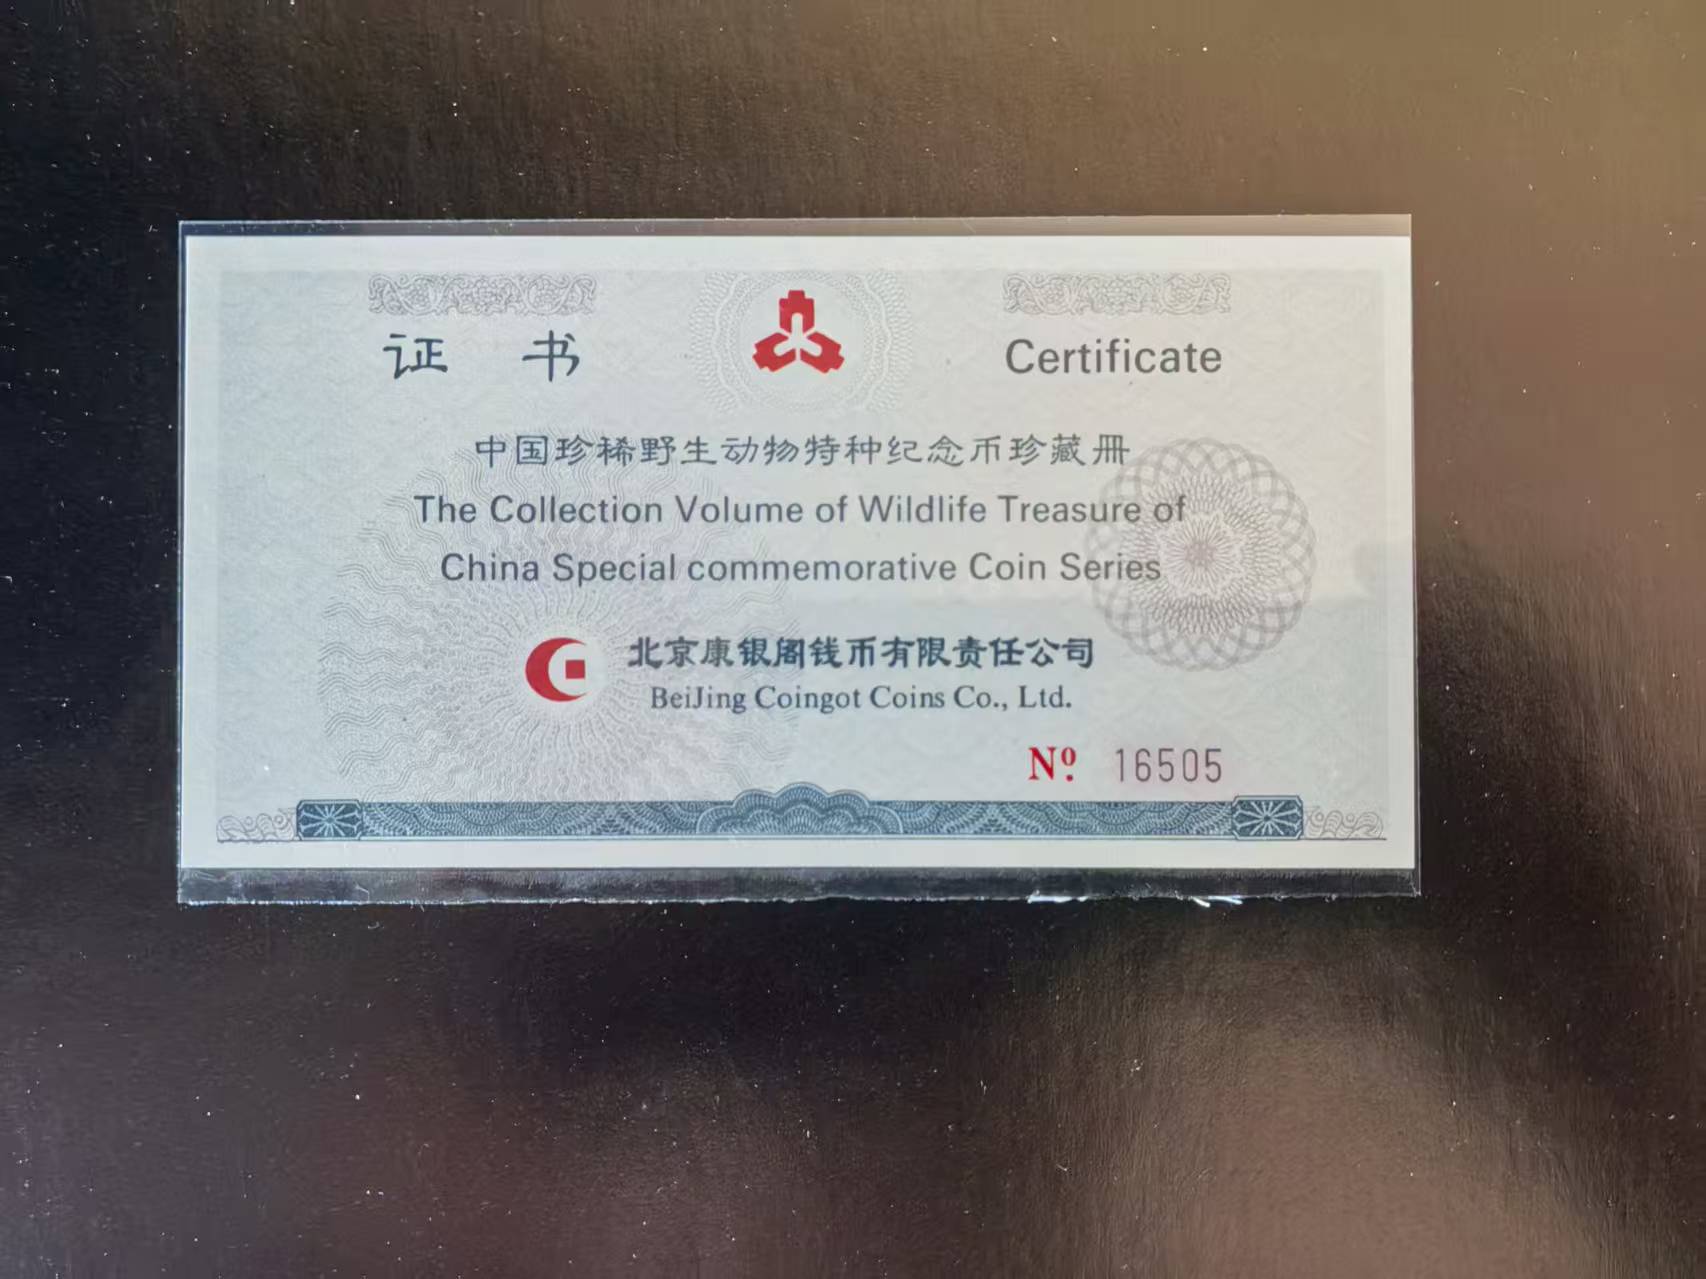 证 书
Certificate
中国珍稀野生动物特种纪念币珍藏册
The Collection Volume of Wildlife Treasure of
China Special commemorative Coin Series
北京康银阁钱币有限责任公司
BeiJing Coingot Coins Co., Ltd.
Nº 16505